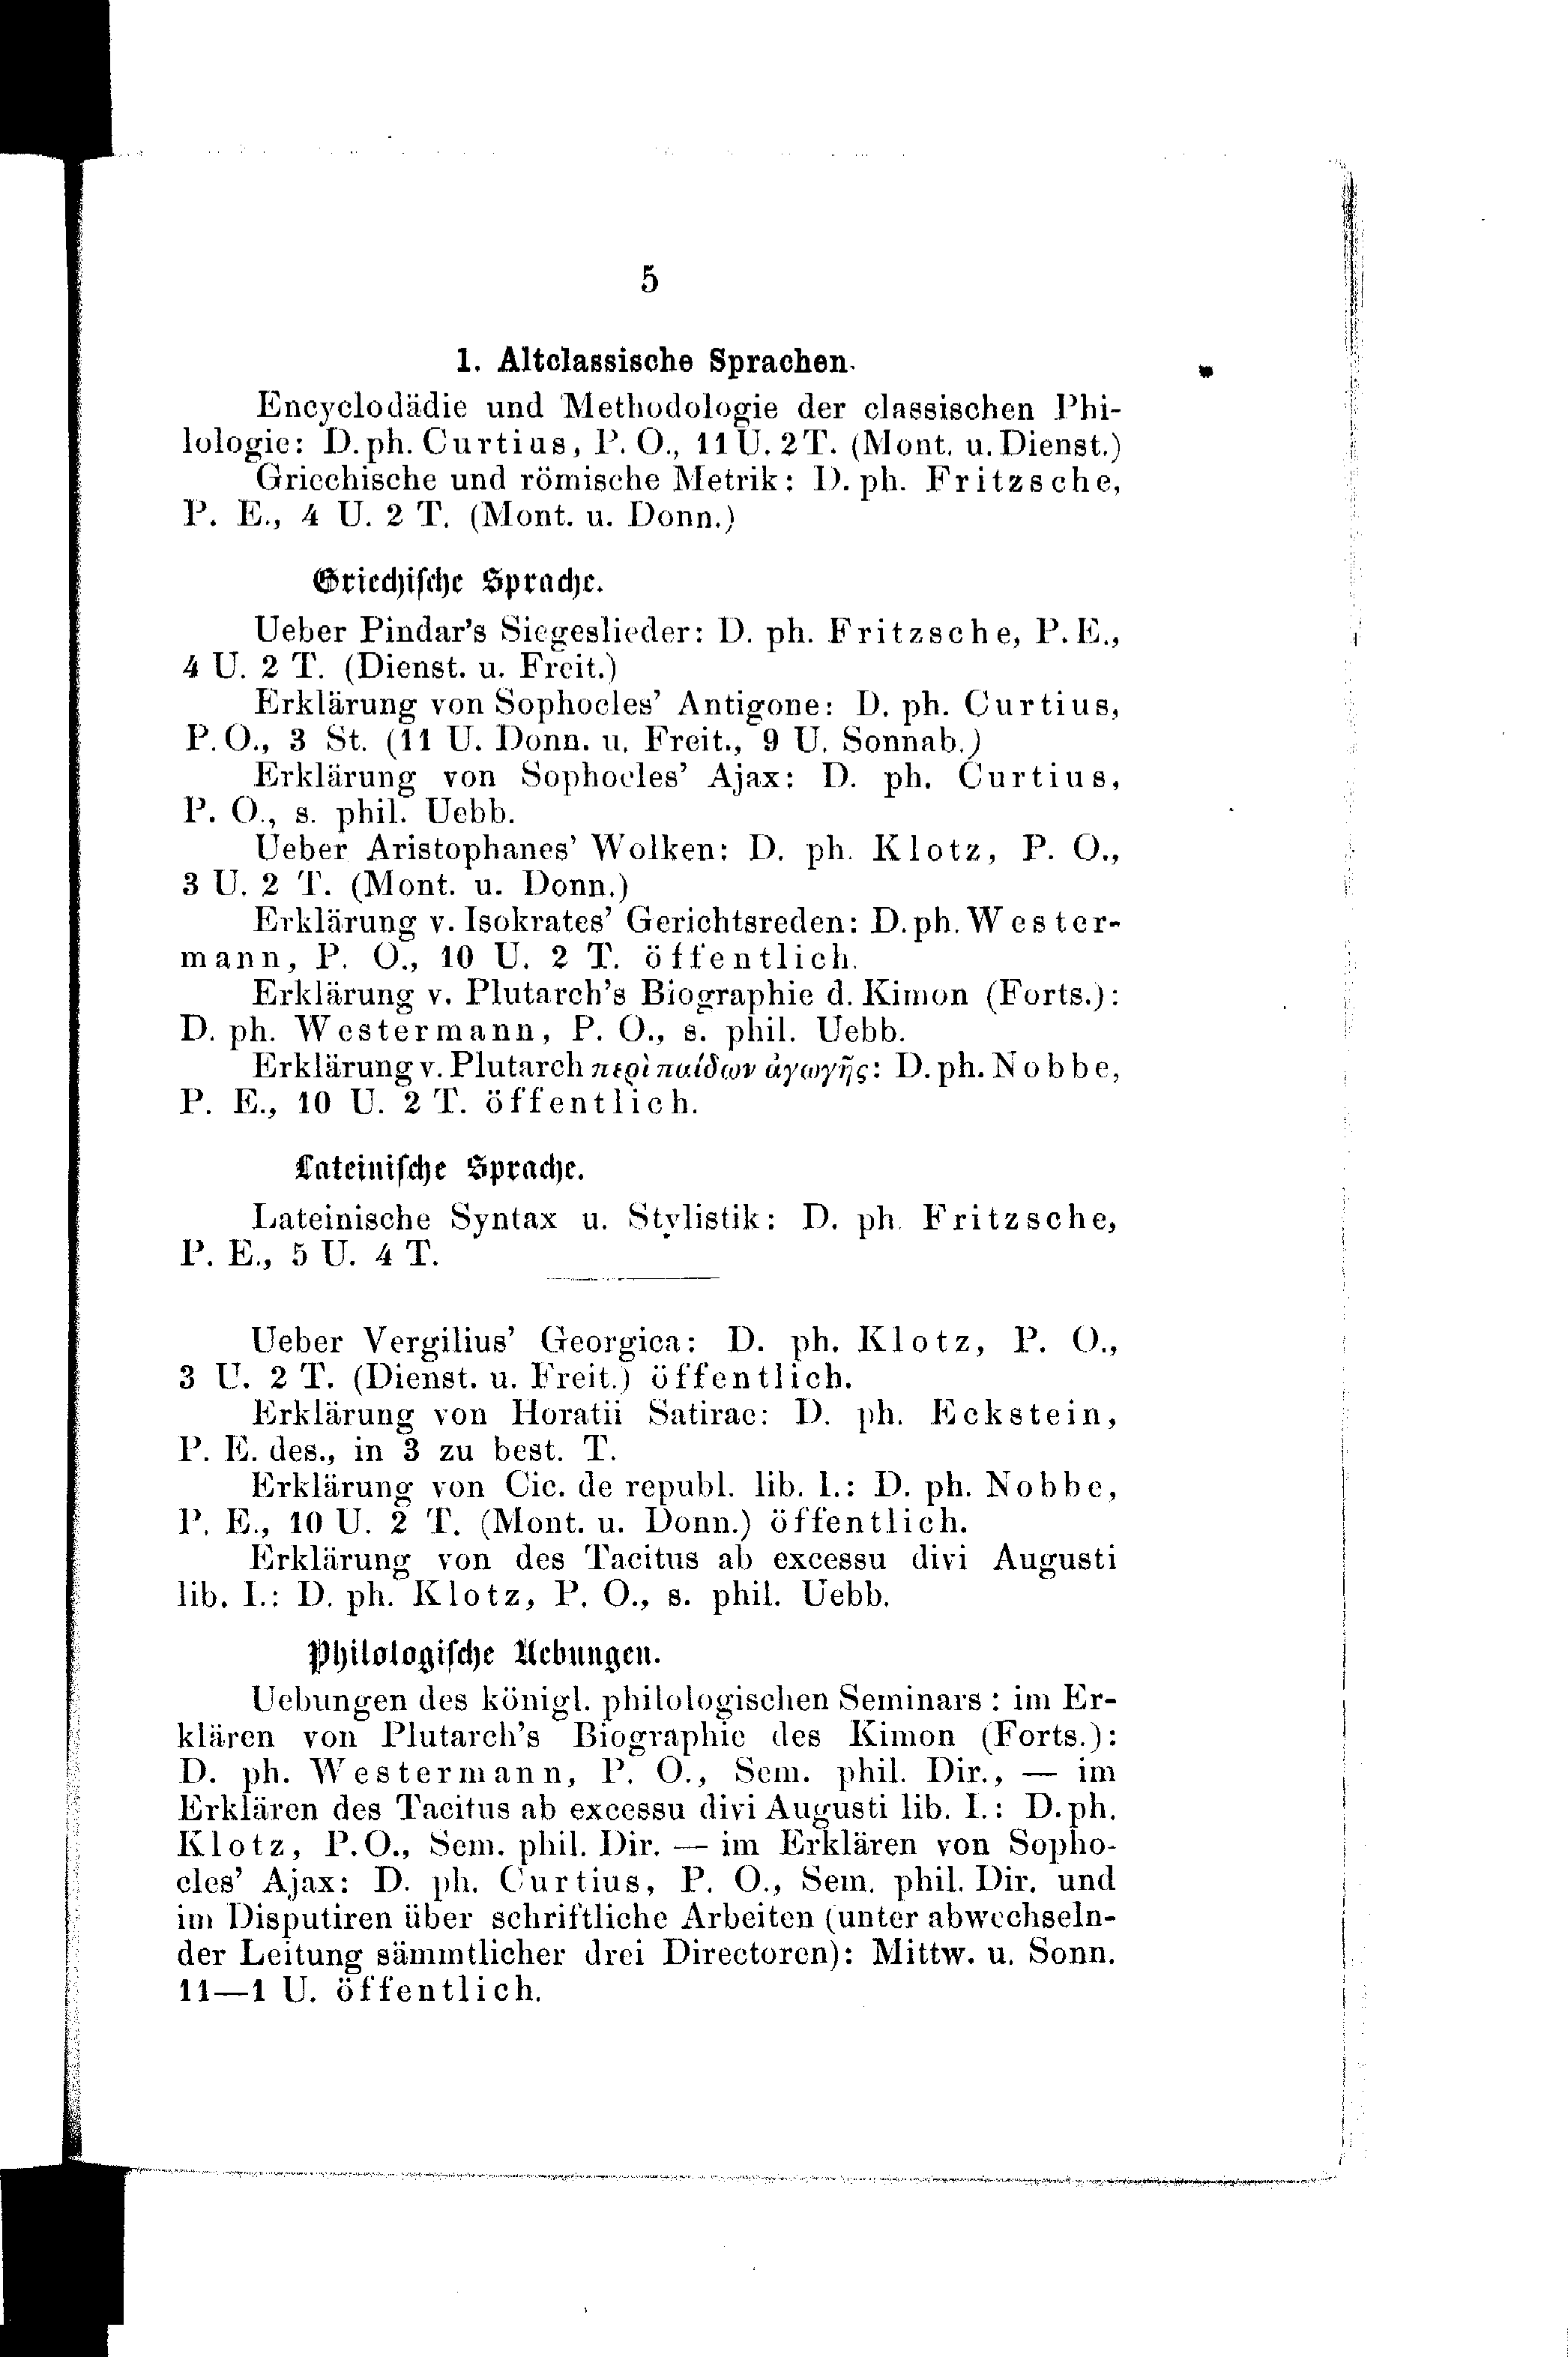 5
1. Altclassische Sprachen.
Encyclodädie und Methodologie der classischen Phi-
lologie: D. ph. Curtius, P. O., 11 U. 2 T. (Mont. u. Dienst.)
Griechische und römische Metrik: D. ph. Fritzsche,
P. E., 4 U. 2 T. (Mont. u. Donn.)
Griechische Sprache.
Ueber Pindar's Siegeslieder: D. ph. Fritzsche, P. E.,
4 U. 2 T. (Dienst. u. Freit.)
Erklärung von Sophocles' Antigone: D. ph. Curtius,
P. O., 3 St. (11 U. Donn. u. Freit., 9 U. Sonnab.)
Erklärung von Sophocles' Ajax: D. ph. Curtius,
P. O., s. phil. Uebb.
Ueber Aristophanes' Wolken: D. ph. Klotz, P. O.,
3 U. 2 T. (Mont. u. Donn.)
Erklärung v. Isokrates' Gerichtsreden: D. ph. Wester-
mann, P. O., 10 U. 2 T. öffentlich.
Erklärung v. Plutarch's Biographie d. Kimon (Forts.):
D. ph. Westermann, P. O., s. phil. Uebb.
Erklärung v. Plutarch περὶ παίδων ἀγωγῆς: D. ph. Nobbe,
P. E., 10 U. 2 T. öffentlich.
Lateinische Sprache.
Lateinische Syntax u. Stylistik: D. ph. Fritzsche,
P. E., 5 U. 4 T.
Ueber Vergilius' Georgica: D. ph. Klotz, P. O.,
3 U. 2 T. (Dienst. u. Freit.) öffentlich.
Erklärung von Horatii Satirae: D. ph. Eckstein,
P. E. des., in 3 zu best. T.
Erklärung von Cic. de republ. lib. I.: D. ph. Nobbe,
P. E., 10 U. 2 T. (Mont. u. Donn.) öffentlich.
Erklärung von des Tacitus ab excessu divi Augusti
lib. I.: D. ph. Klotz, P. O., s. phil. Uebb.
Philologische Uebungen.
Uebungen des königl. philologischen Seminars: im Er-
klären von Plutarch's Biographie des Kimon (Forts.):
D. ph. Westermann, P. O., Sem. phil. Dir., — im
Erklären des Tacitus ab excessu divi Augusti lib. I.: D. ph.
Klotz, P. O., Sem. phil. Dir. — im Erklären von Sopho-
cles' Ajax: D. ph. Curtius, P. O., Sem. phil. Dir. und
im Disputiren über schriftliche Arbeiten (unter abwechseln-
der Leitung sämmtlicher drei Directoren): Mittw. u. Sonn.
11—1 U. öffentlich.